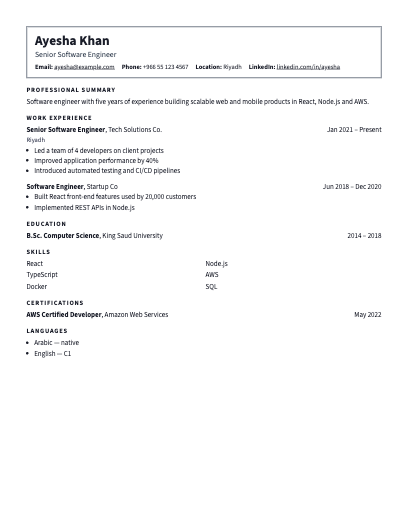 Ayesha Khan
Senior Software Engineer
Email: ayesha@example.com Phone: +966 55 123 4567 Location: Riyadh LinkedIn: linkedin.com/in/ayesha
PROFESSIONAL SUMMARY
Software engineer with five years of experience building scalable web and mobile products in React, Node.js and AWS.
WORK EXPERIENCE
Senior Software Engineer, Tech Solutions Co. Jan 2021 – Present
Riyadh
• Led a team of 4 developers on client projects
• Improved application performance by 40%
• Introduced automated testing and CI/CD pipelines
Software Engineer, Startup Co Jun 2018 – Dec 2020
• Built React front-end features used by 20,000 customers
• Implemented REST APIs in Node.js
EDUCATION
B.Sc. Computer Science, King Saud University 2014 – 2018
SKILLS
React Node.js
TypeScript AWS
Docker SQL
CERTIFICATIONS
AWS Certified Developer, Amazon Web Services May 2022
LANGUAGES
• Arabic — native
• English — C1